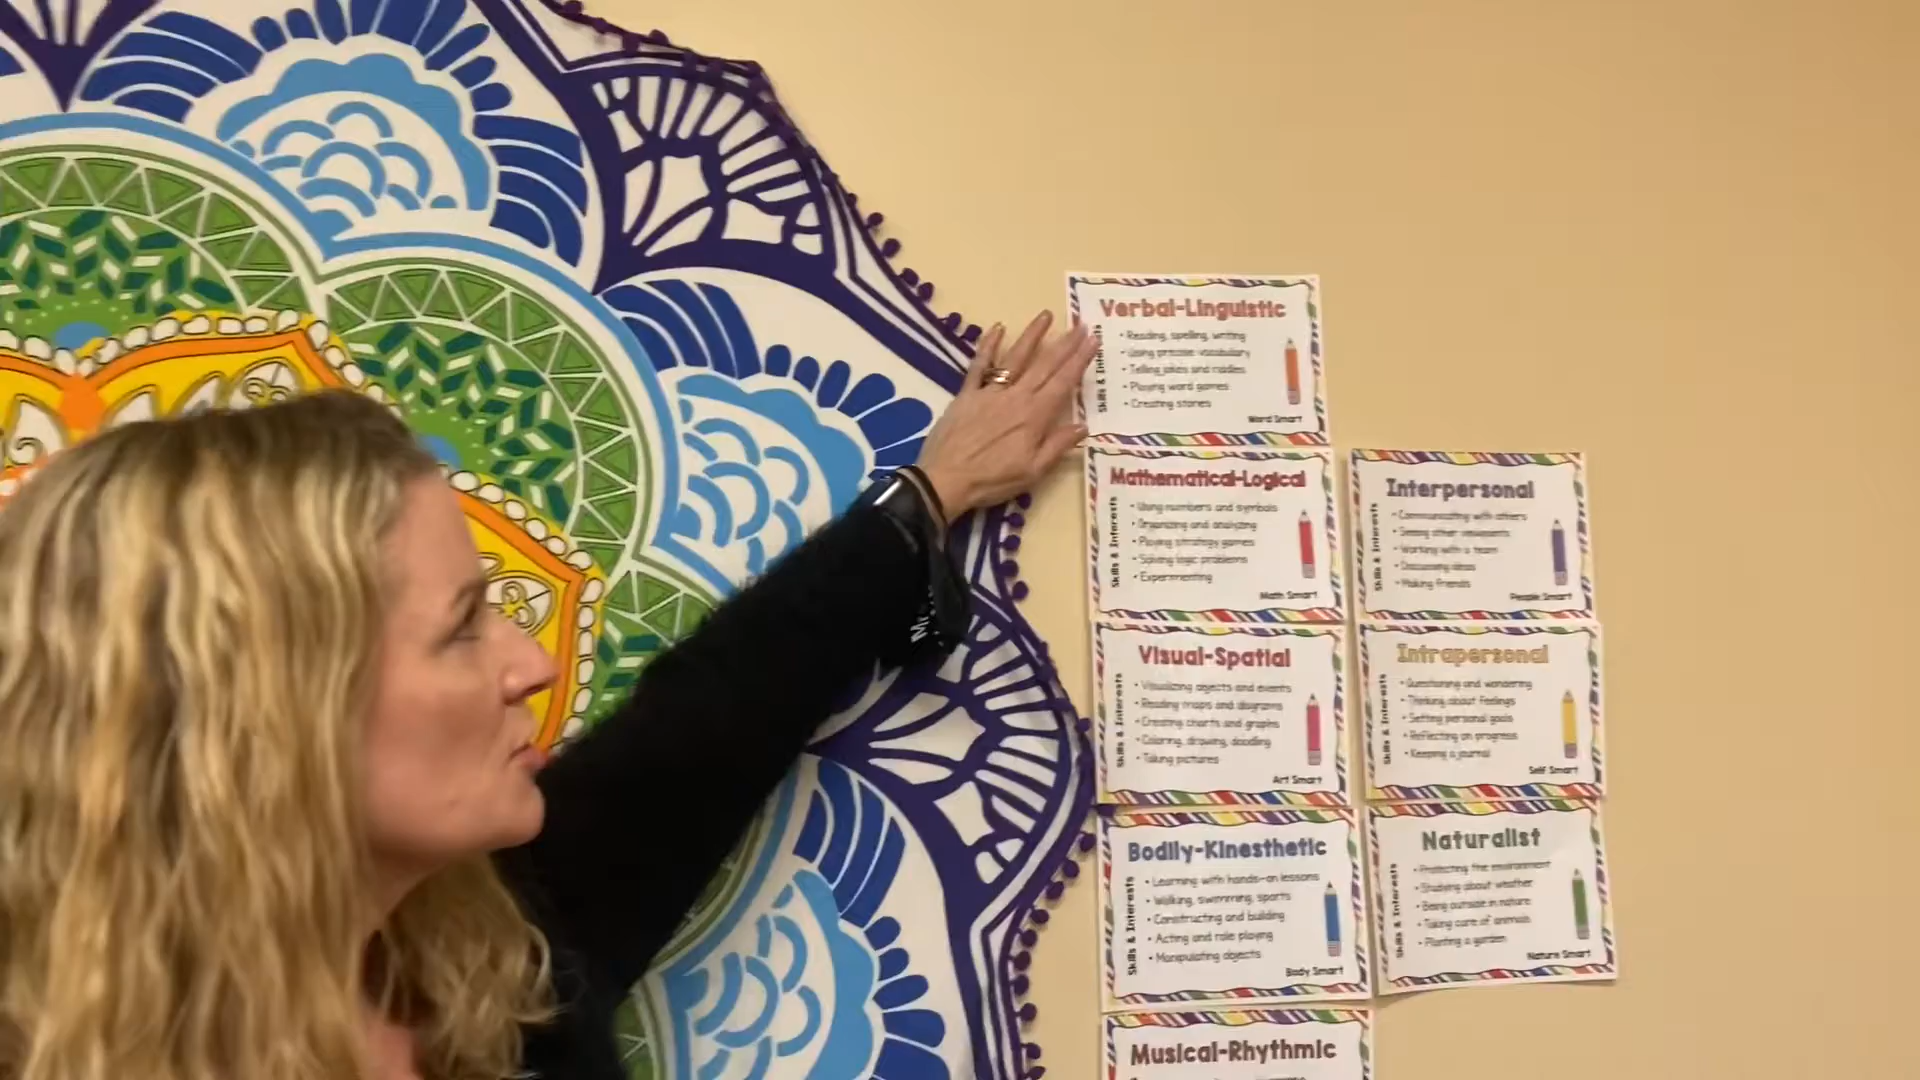 Verbal-Linguistic
Skills & Interests
• Reading, spelling, writing
• Using precise vocabulary
• Telling jokes and riddles
• Playing word games
• Creating stories
Word Smart
Mathematical-Logical
Skills & Interests
• Using numbers and symbols
• Organizing and analyzing
• Playing strategy games
• Solving logic problems
• Experimenting
Math Smart
Visual-Spatial
Skills & Interests
• Visualizing objects and events
• Reading maps and diagrams
• Creating charts and graphs
• Coloring, drawing, doodling
• Taking pictures
Art Smart
Bodily-Kinesthetic
Skills & Interests
• Learning with hands-on lessons
• Walking, swimming, sports
• Constructing and building
• Acting and role playing
• Manipulating objects
Body Smart
Musical-Rhythmic
Interpersonal
Skills & Interests
• Communicating with others
• Seeing other viewpoints
• Working with a team
• Discussing ideas
• Making friends
People Smart
Intrapersonal
Skills & Interests
• Questioning and wondering
• Thinking about feelings
• Setting personal goals
• Reflecting on progress
• Keeping a journal
Self Smart
Naturalist
Skills & Interests
• Protecting the environment
• Studying about weather
• Being outside in nature
• Taking care of animals
• Planting a garden
Nature Smart